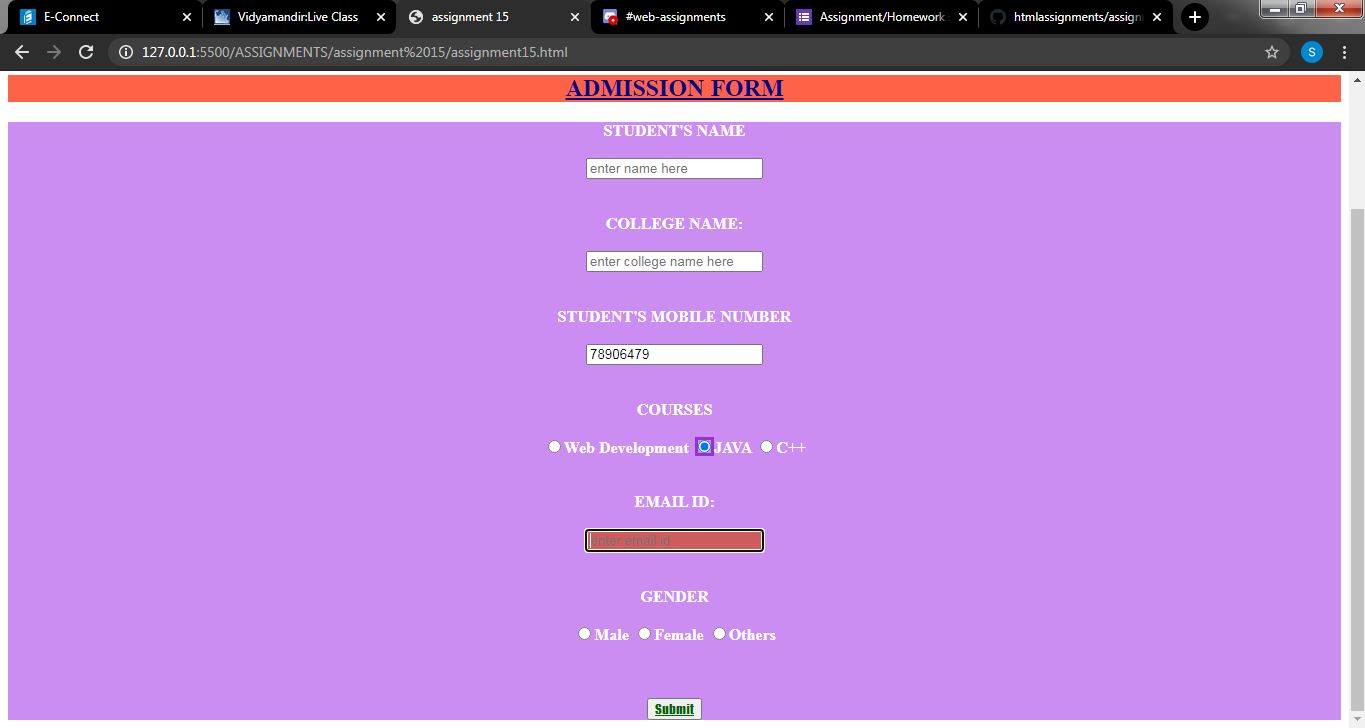 E-Connect
Vidyamandir:Live Class
assignment 15
#web-assignments
Assignment/Homework
htmlassignments/assign
127.0.0.1:5500/ASSIGNMENTS/assignment%2015/assignment15.html
S
ADMISSION FORM
STUDENT'S NAME
enter name here
COLLEGE NAME:
enter college name here
STUDENT'S MOBILE NUMBER
78906479
COURSES
Web Development JAVA C++
EMAIL ID:
enter email id
GENDER
Male Female Others
Submit